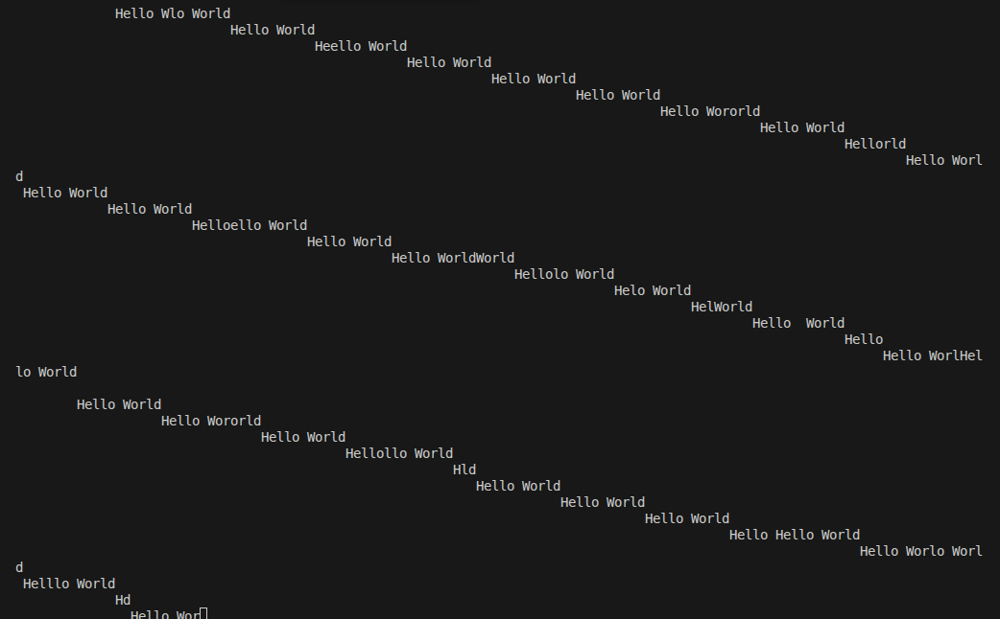 Hello Wlo World
Hello World
Heello World
Hello World
Hello World
Hello World
Hello Wororld
Hello World
Hellorld
Hello Worl
d
Hello World
Hello World
Helloello World
Hello World
Hello WorldWorld
Hellolo World
Helo World
HelWorld
Hello  World
Hello
Hello WorlHel
lo World
Hello World
Hello Wororld
Hello World
Hellollo World
Hld
Hello World
Hello World
Hello World
Hello Hello World
Hello Worlo Worl
d
Helllo World
Hd
Hello Wor